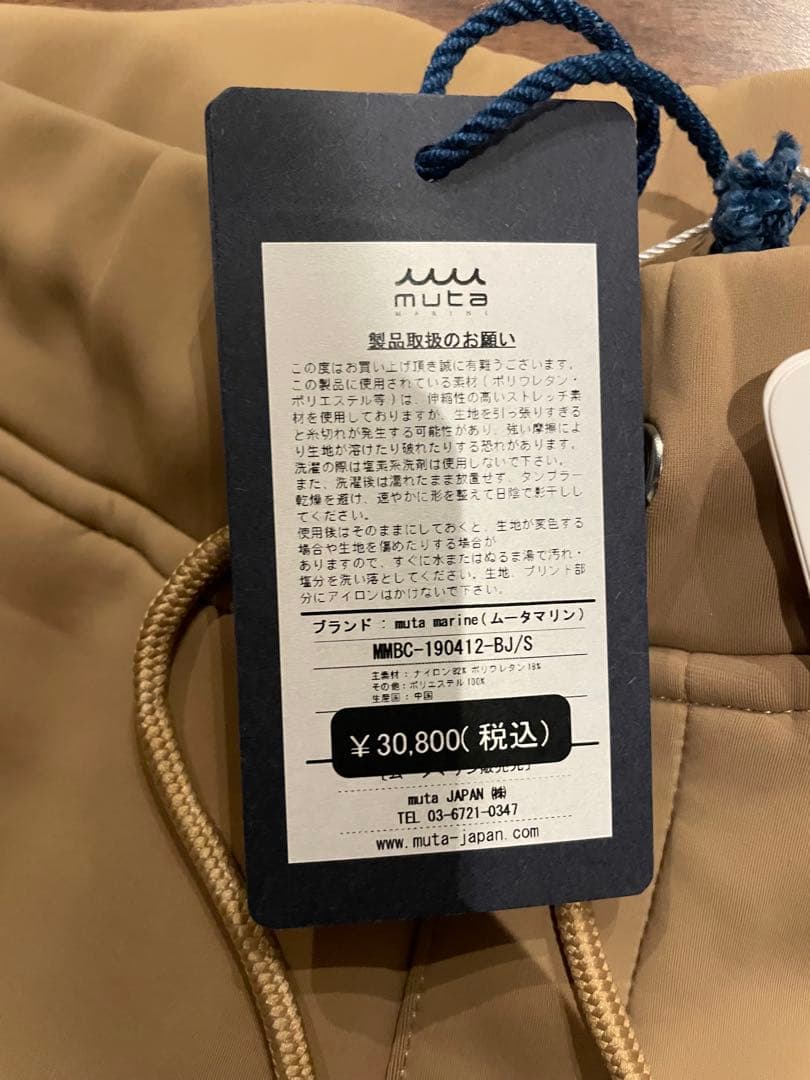 muta
MARINE
製品取扱のお願い
この度はお買い上げ頂き誠に有難うございます。
この製品に使用されている素材(ポリウレタン・
ポリエステル等)は、伸縮性の高いストレッチ素
材を使用しておりますが、生地を引っ張りすぎる
と糸切れが発生する可能性があり、強い摩擦によ
り生地が溶けたり破れたりする恐れがあります。
洗濯の際は塩素系洗剤は使用しないで下さい。
また、洗濯後は濡れたまま放置せず、タンブラー
乾燥を避け、速やかに形を整えて日陰で影干しし
てください。
使用後はそのままにしておくと、生地が変色する
場合や生地を傷めたりする場合が
ありますので、すぐに水またはぬるま湯で汚れ・
塩分を洗い落としてください。生地、プリント部
分にアイロンはかけないで下さい。
ブランド : muta marine(ムータマリン)
MMBC-190412-BJ/S
主素材 : ナイロン82% ポリウレタン18%
その他 : ポリエステル100%
生産国 : 中国
¥30,800(税込)
muta JAPAN ㈱
TEL 03-6721-0347
www.muta-japan.com